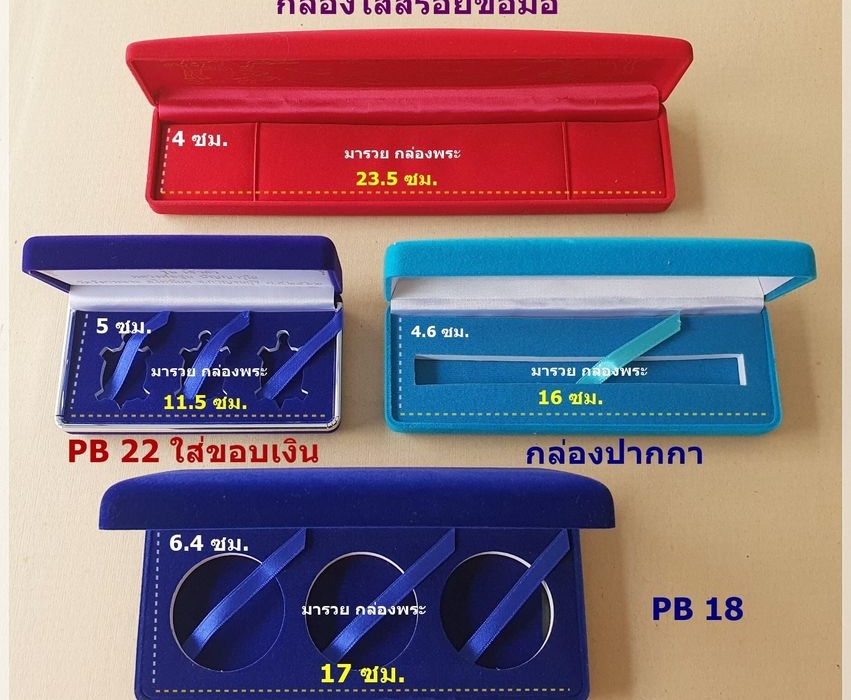 กล่องใส่สร้อยข้อมือ
4 ซม.
มารวย กล่องพระ
23.5 ซม.
5 ซม.
มารวย กล่องพระ
11.5 ซม.
4.6 ซม.
มารวย กล่องพระ
16 ซม.
PB 22 ใส่ขอบเงิน
กล่องปากกา
6.4 ซม.
มารวย กล่องพระ
17 ซม.
PB 18